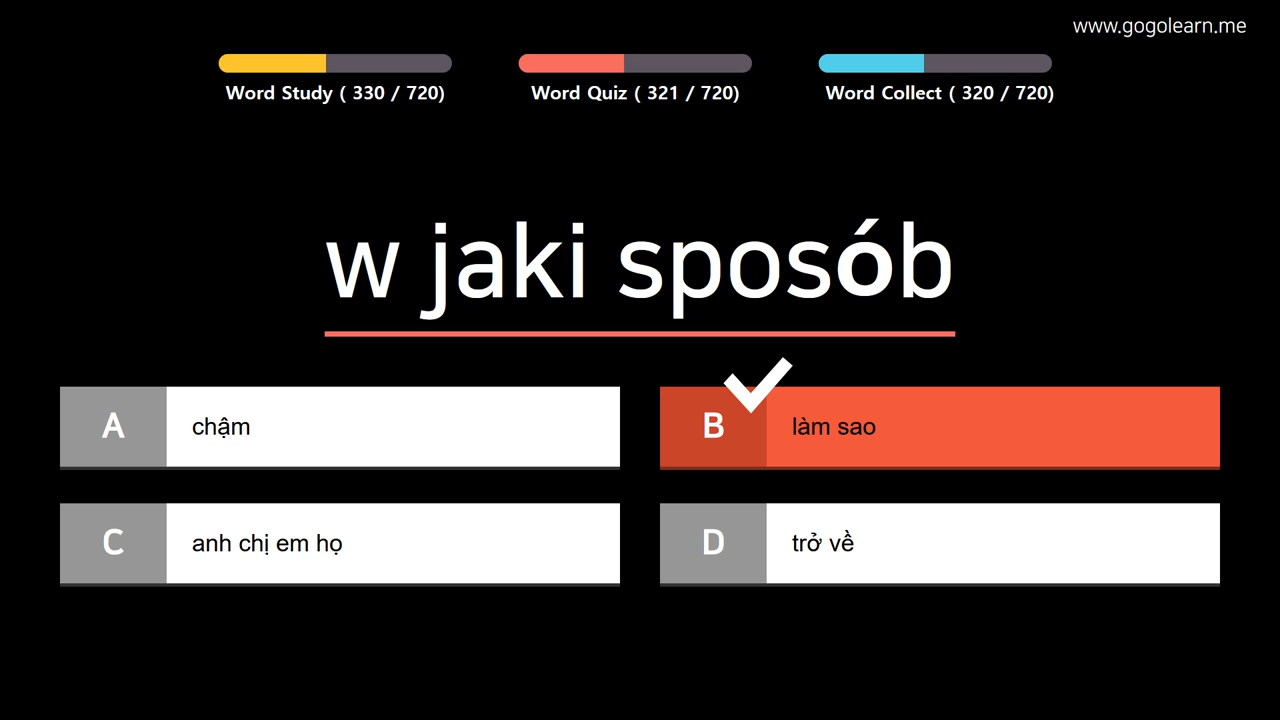 www.gogolearn.me
Word Study ( 330 / 720)
Word Quiz ( 321 / 720)
Word Collect ( 320 / 720)
w jaki sposób
A
chậm
B
làm sao
C
anh chị em họ
D
trở về